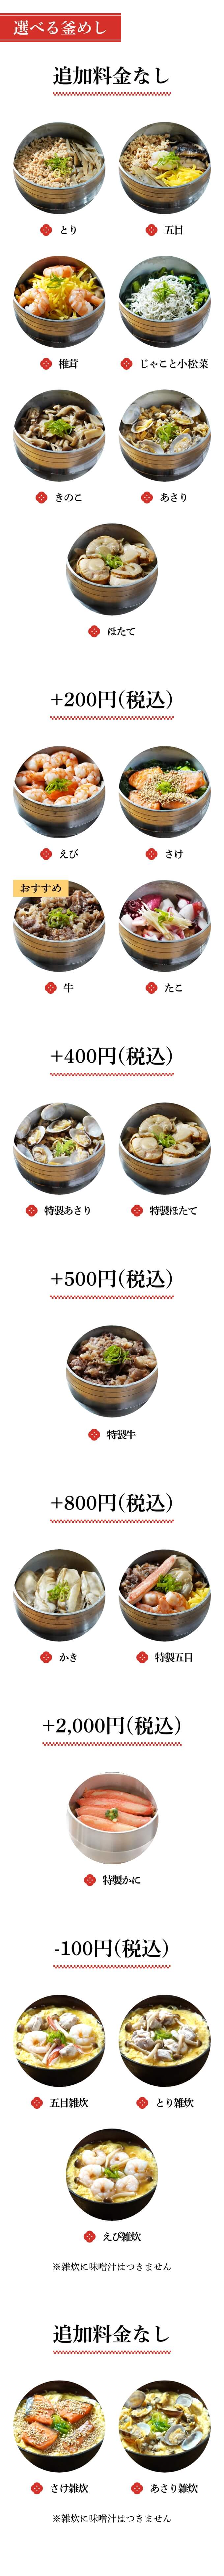 選べる釜めし
追加料金なし
とり
五目
椎茸
じゃこと小松菜
きのこ
あさり
ほたて
+200円(税込)
えび
さけ
おすすめ
牛
たこ
+400円(税込)
特製あさり
特製ほたて
+500円(税込)
特製牛
+800円(税込)
かき
特製五目
+2,000円(税込)
特製かに
-100円(税込)
五目雑炊
とり雑炊
えび雑炊
※雑炊に味噌汁はつきません
追加料金なし
さけ雑炊
あさり雑炊
※雑炊に味噌汁はつきません